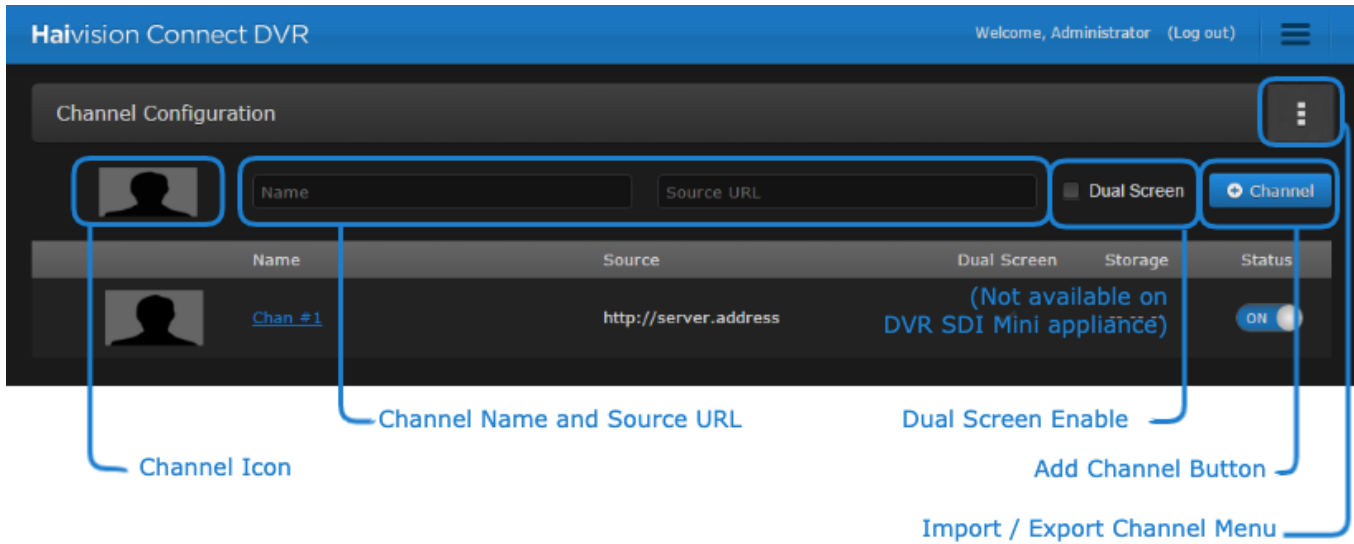 Haivision Connect DVR
Welcome, Administrator (Log out)
Channel Configuration
Name
Source URL
Dual Screen
Channel
Name
Source
Dual Screen
Storage
Status
(Not available on
DVR SDI Mini appliance)
Chan #1
http://server.address
ON
Channel Name and Source URL
Dual Screen Enable
Channel Icon
Add Channel Button
Import / Export Channel Menu